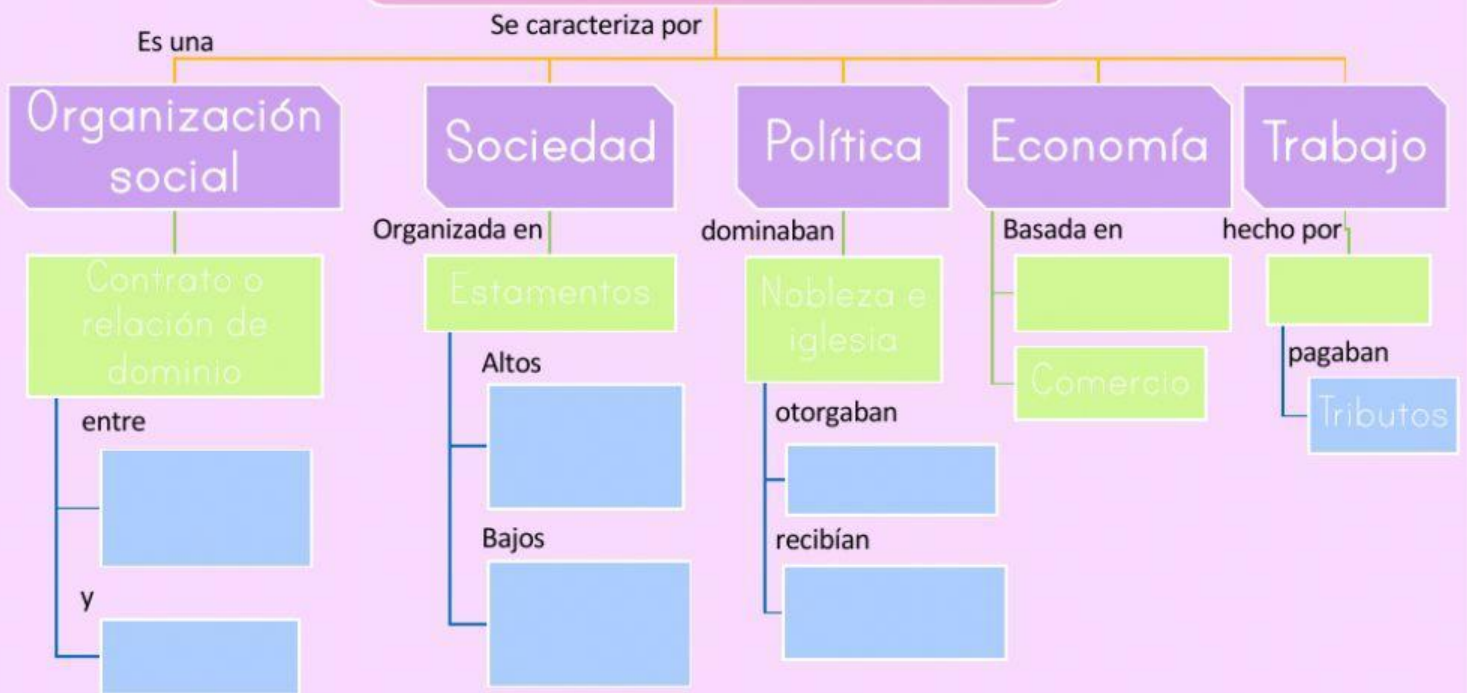 Se caracteriza por
Es una
Organización
social
Sociedad
Política
Economía
Trabajo
Organizada en
dominaban
Basada en
hecho por
Contrato o
relación de
dominio
Estamentos
Nobleza e
iglesia
Comercio
pagaban
Tributos
entre
y
Altos
Bajos
otorgaban
recibían